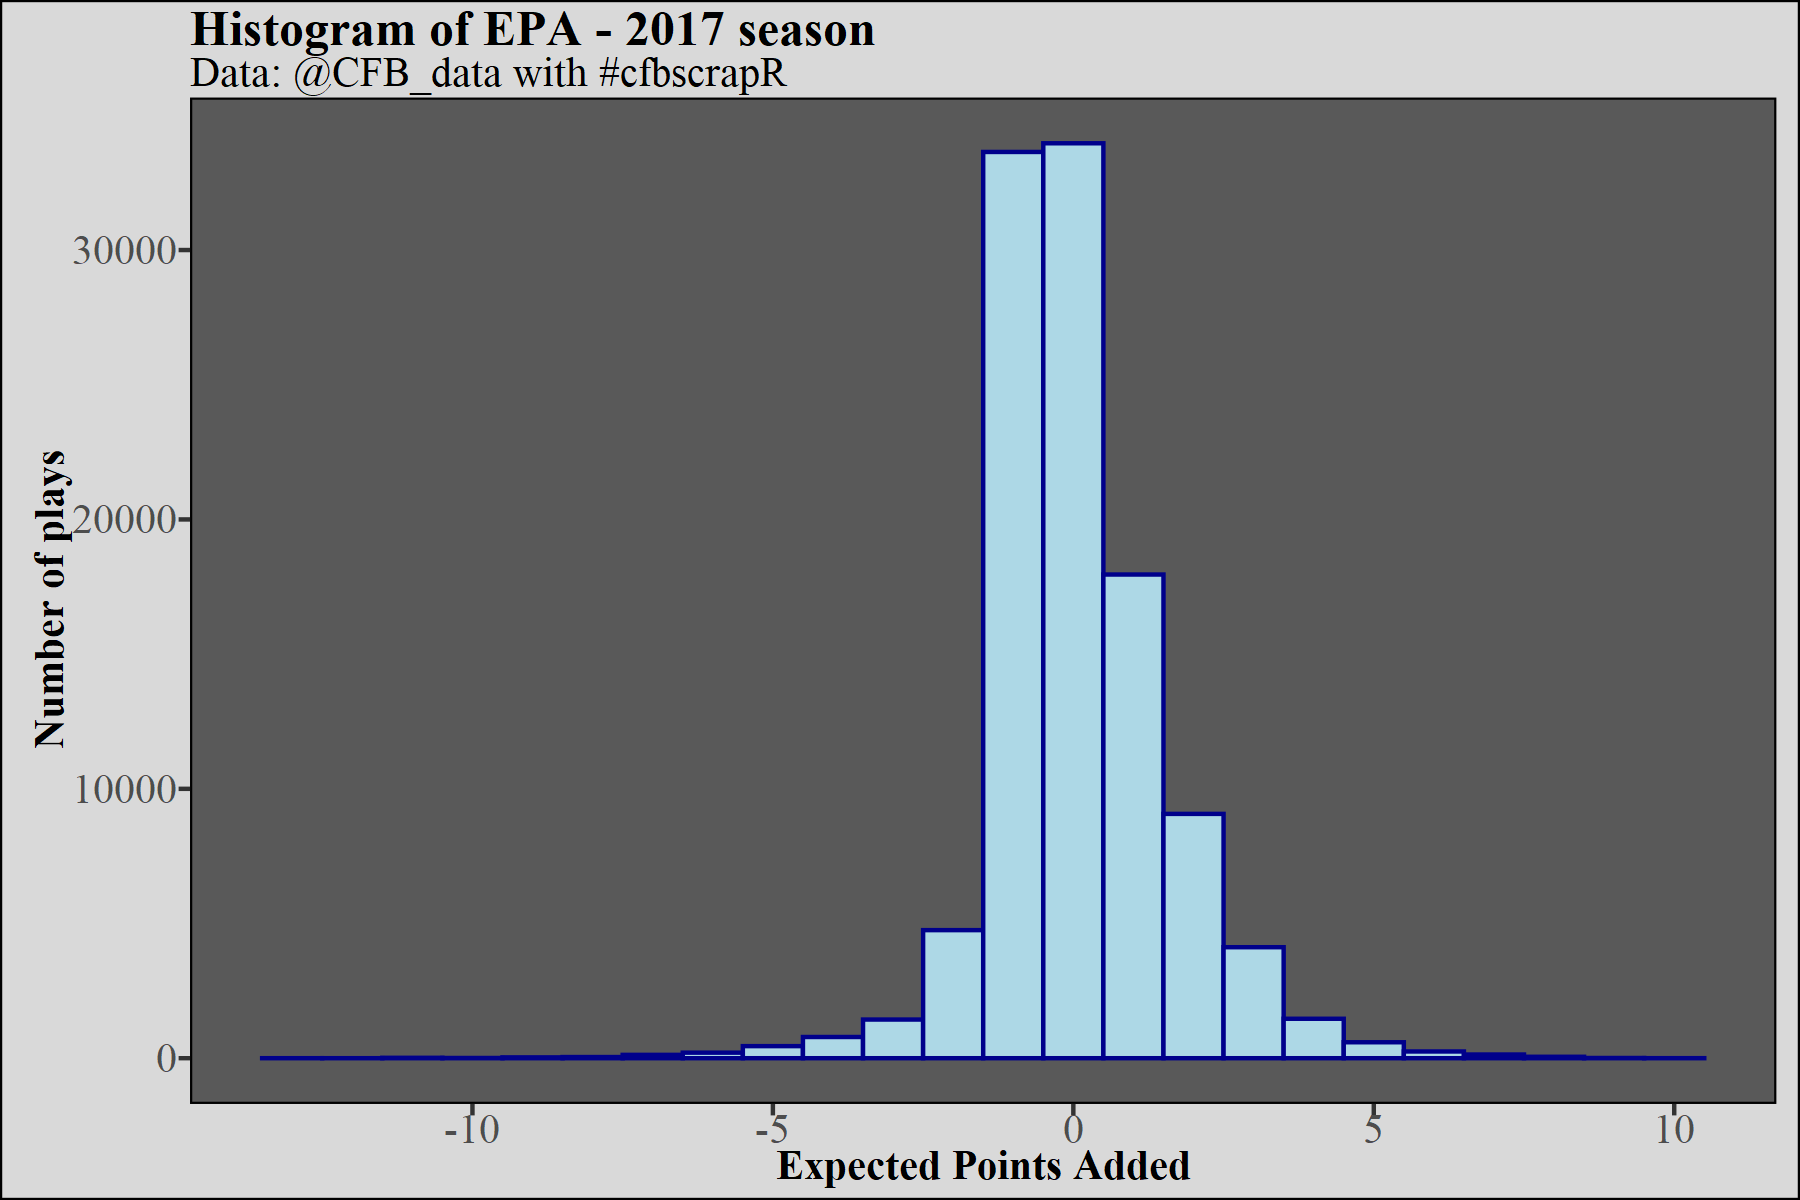 Histogram of EPA - 2017 season
Data: @CFB_data with #cfbscrapR
Number of plays
30000
20000
10000
0
-10 -5 0 5 10
Expected Points Added